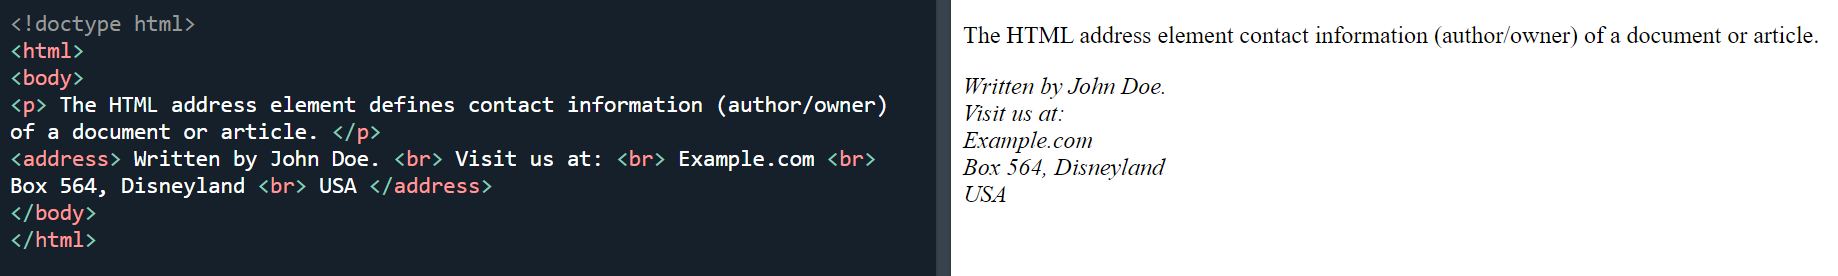 <!doctype html>
<html>
<body>
<p> The HTML address element defines contact information (author/owner)
of a document or article. </p>
<address> Written by John Doe. <br> Visit us at: <br> Example.com <br>
Box 564, Disneyland <br> USA </address>
</body>
</html>
The HTML address element contact information (author/owner) of a document or article.
Written by John Doe.
Visit us at:
Example.com
Box 564, Disneyland
USA